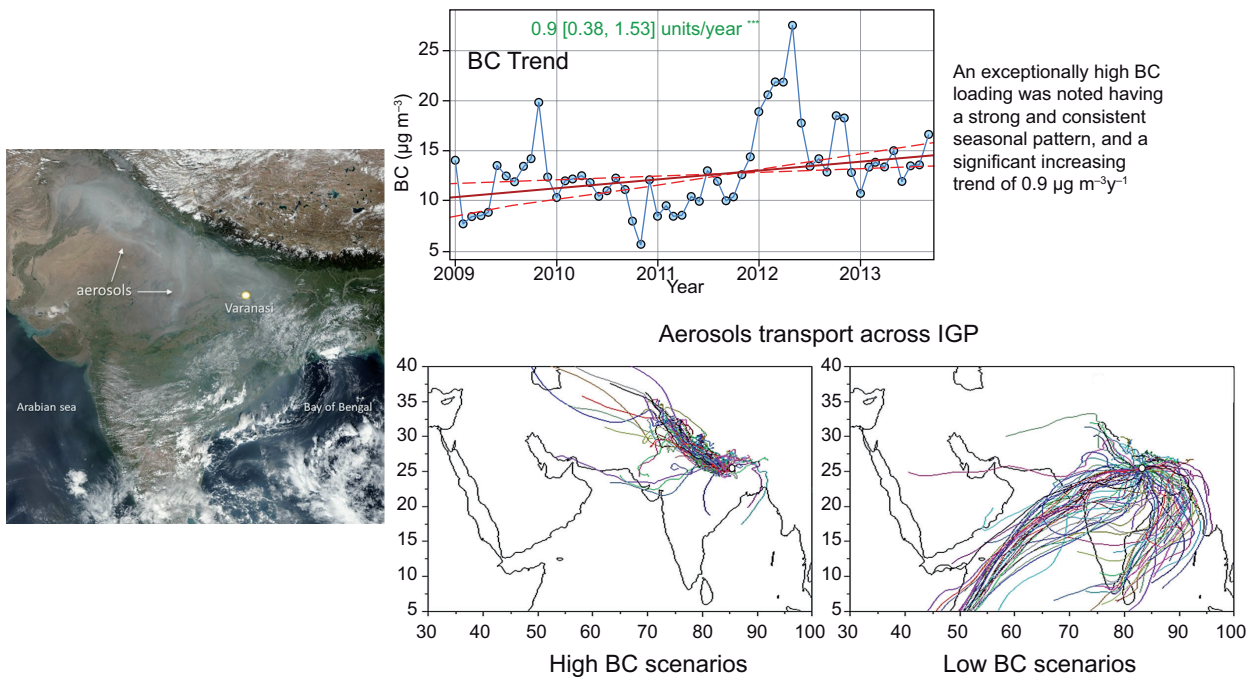 aerosols
Varanasi
Arabian sea
Bay of Bengal
0.9 [0.38, 1.53] units/year ***
BC Trend
BC (µg m⁻³)
25
20
15
10
5
2009 2010 2011 2012 2013
Year
An exceptionally high BC
loading was noted having
a strong and consistent
seasonal pattern, and a
significant increasing
trend of 0.9 µg m⁻³y⁻¹
Aerosols transport across IGP
40
35
30
25
20
15
10
5
30 40 50 60 70 80 90 100
High BC scenarios
40
35
30
25
20
15
10
5
30 40 50 60 70 80 90 100
Low BC scenarios